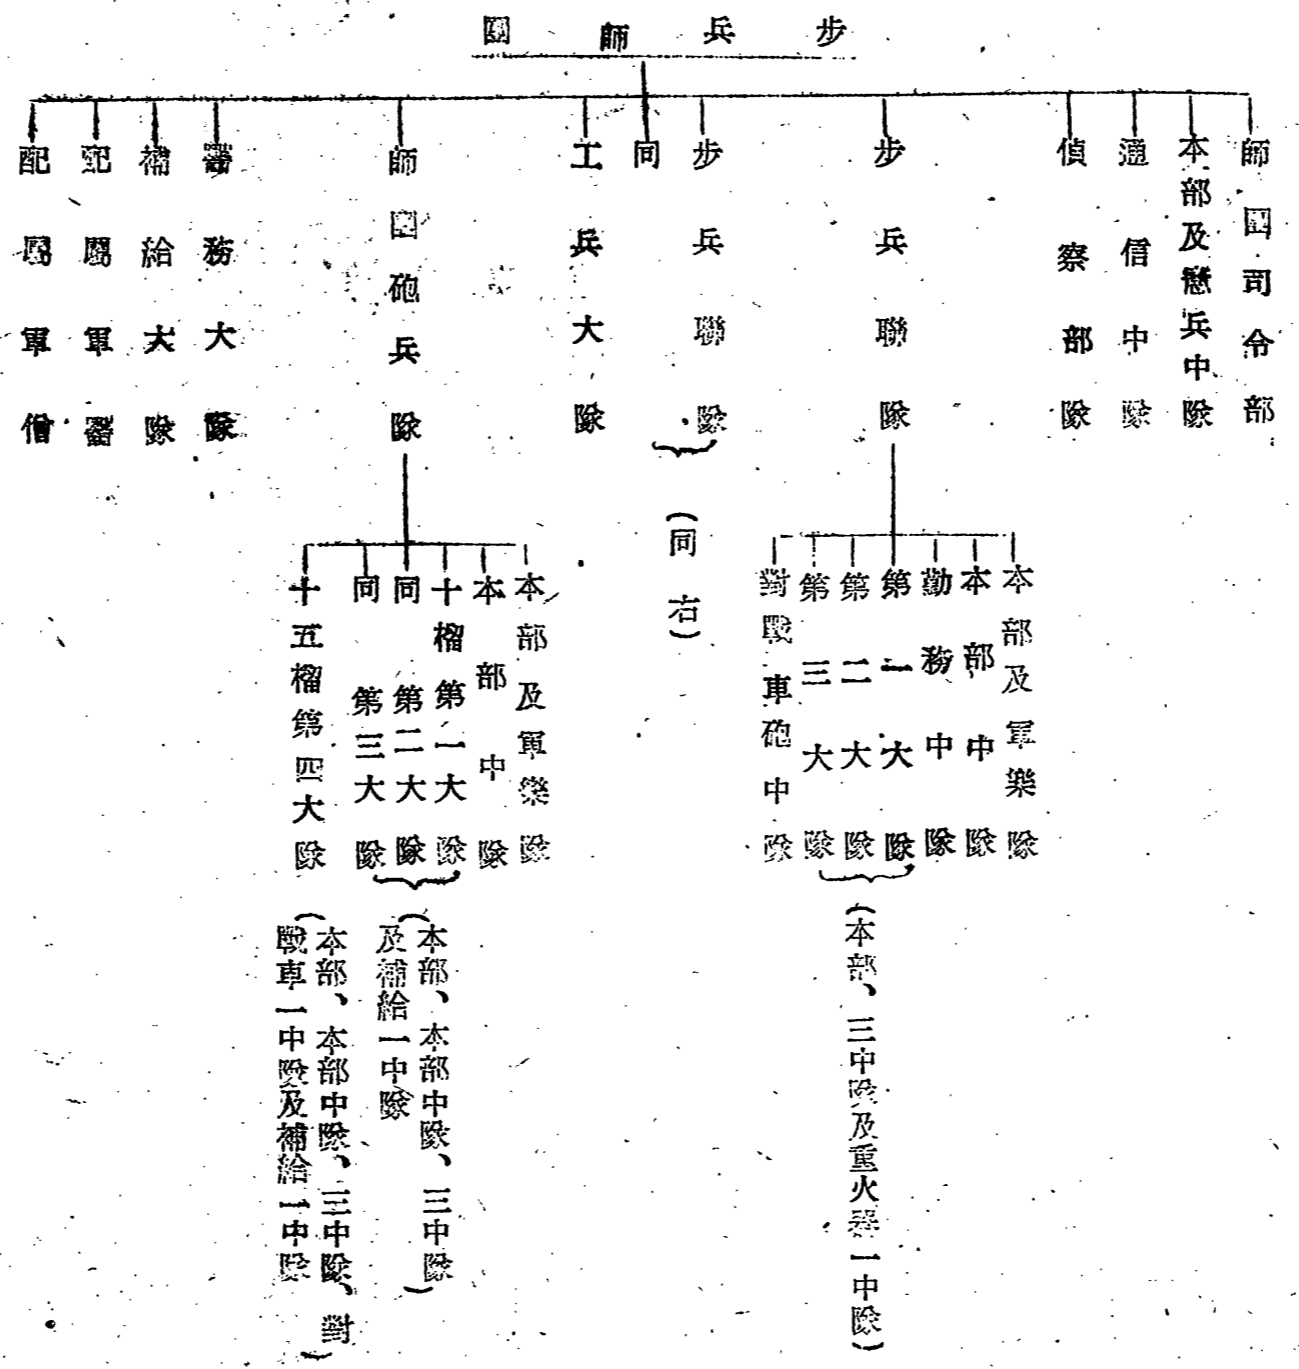 步兵師團
師團司令部
本部及憲兵中隊
通信中隊
偵察部隊
步兵聯隊
本部及軍樂隊
本部中隊
勤務中隊
第一大隊
第二大隊
第三大隊
(本部、三中隊及重火器一中隊)
對戰車砲中隊
步兵聯隊
同
(同右)
工兵大隊
師團砲兵隊
本部及軍樂隊
本部中隊
十榴第一大隊
同第二大隊
同第三大隊
(本部、本部中隊、三中隊
及補給一中隊)
十五榴第四大隊
(本部、本部中隊、三中隊、對
戰車一中隊及補給一中隊)
務大隊
補給大隊
配屬軍醫
配屬軍僧